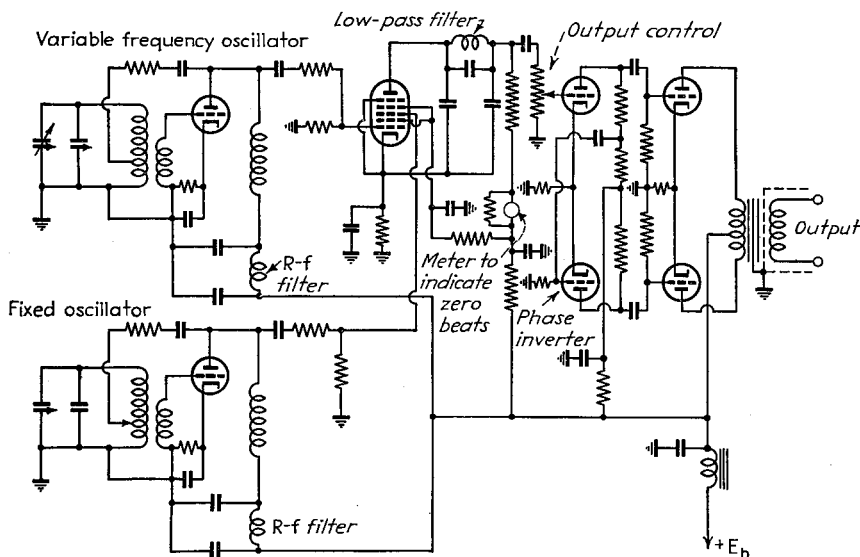 Low-pass filter
Variable frequency oscillator
Output control
Output
R-f
filter
Meter to
indicate
zero
beats
Phase
inverter
Fixed oscillator
R-f filter
+E_b